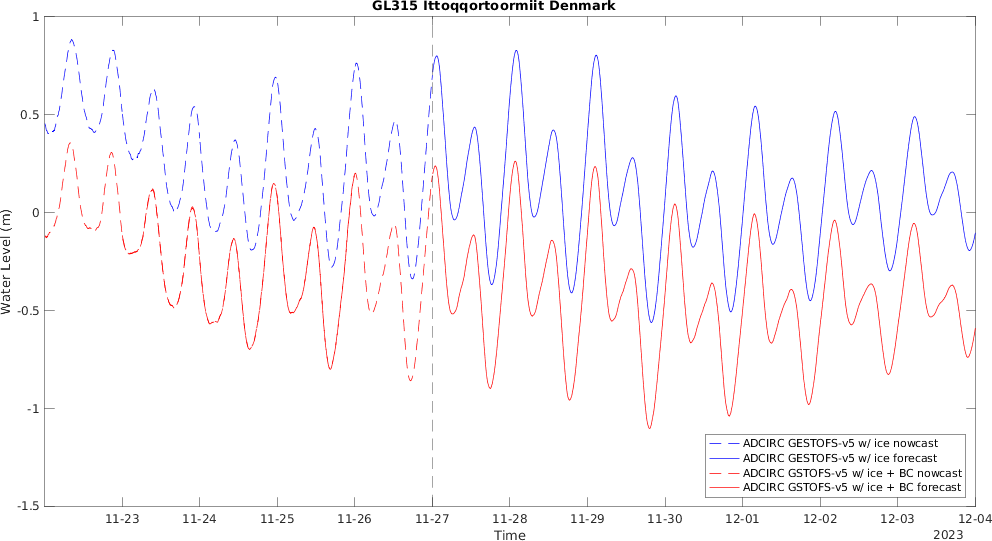 GL315 Ittoqqortoormiit Denmark
1
0.5
0
-0.5
-1
-1.5
Water Level (m)
ADCIRC GESTOFS-v5 w/ ice nowcast
ADCIRC GESTOFS-v5 w/ ice forecast
ADCIRC GSTOFS-v5 w/ ice + BC nowcast
ADCIRC GSTOFS-v5 w/ ice + BC forecast
11-23 11-24 11-25 11-26 11-27 11-28 11-29 11-30 12-01 12-02 12-03 12-04
Time
2023